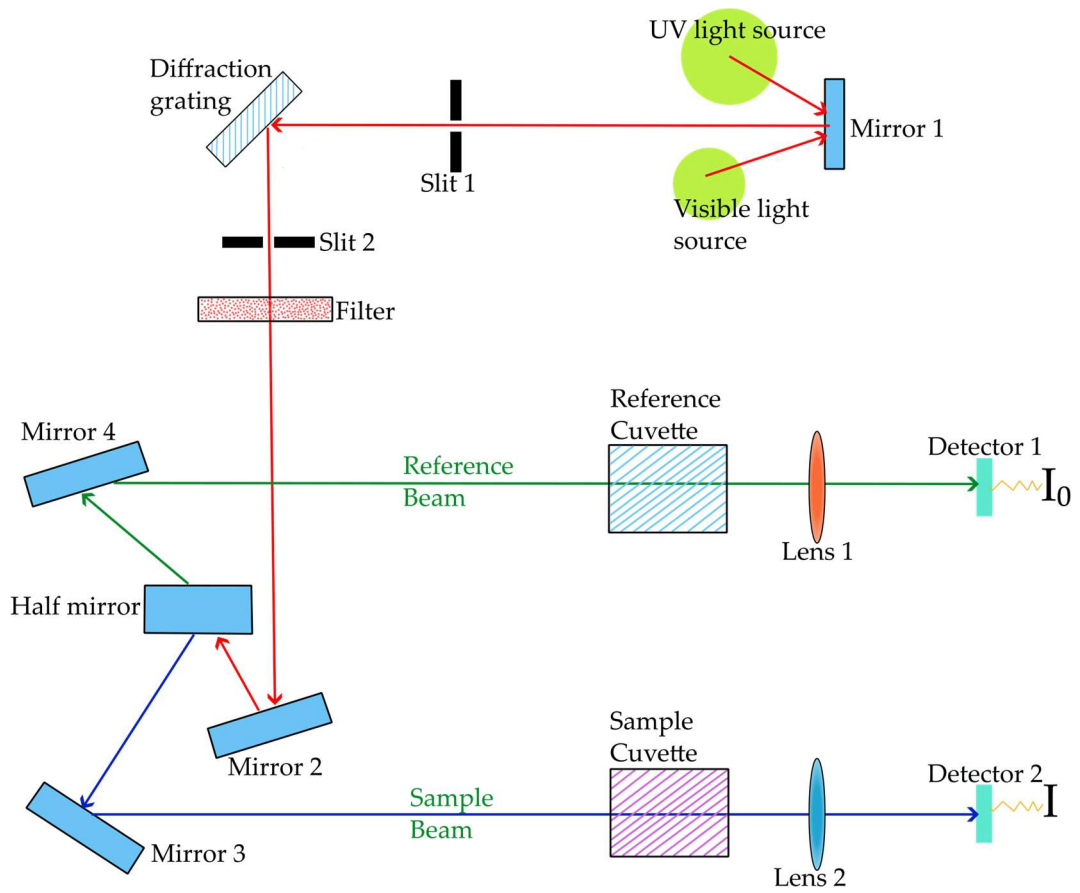 UV light source
Diffraction
grating
Mirror 1
Slit 1
Visible light
source
Slit 2
Filter
Reference
Cuvette
Mirror 4
Detector 1
Reference
Beam
I₀
Lens 1
Half mirror
Sample
Cuvette
Mirror 2
Detector 2
Sample
Beam
I
Mirror 3
Lens 2